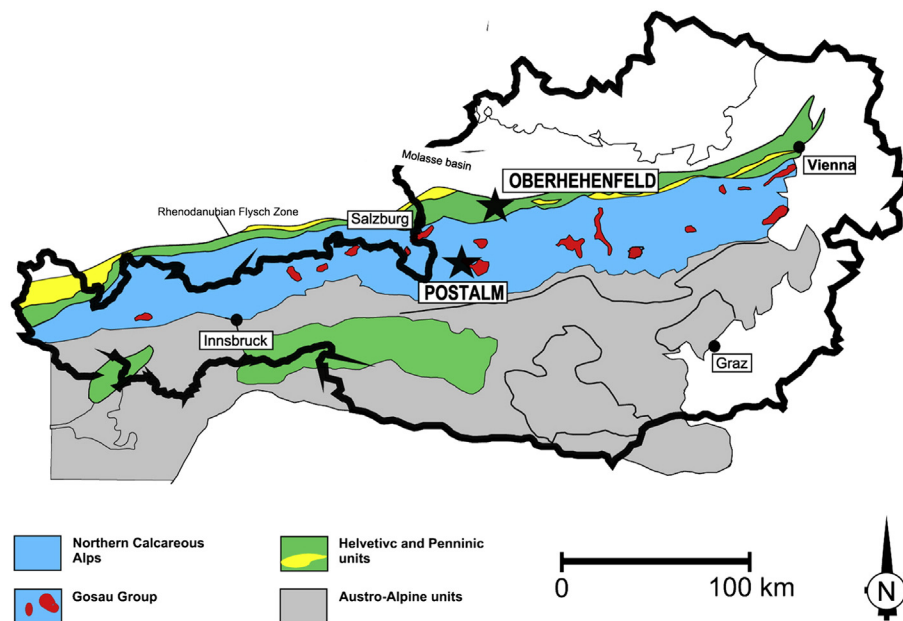 Molasse basin
Vienna
OBERHEHENFELD
Rhenodanubian Flysch Zone
Salzburg
POSTALM
Innsbruck
Graz
Northern Calcareous
Alps
Helvetivc and Penninic
units
Gosau Group
Austro-Alpine units
0
100 km
N